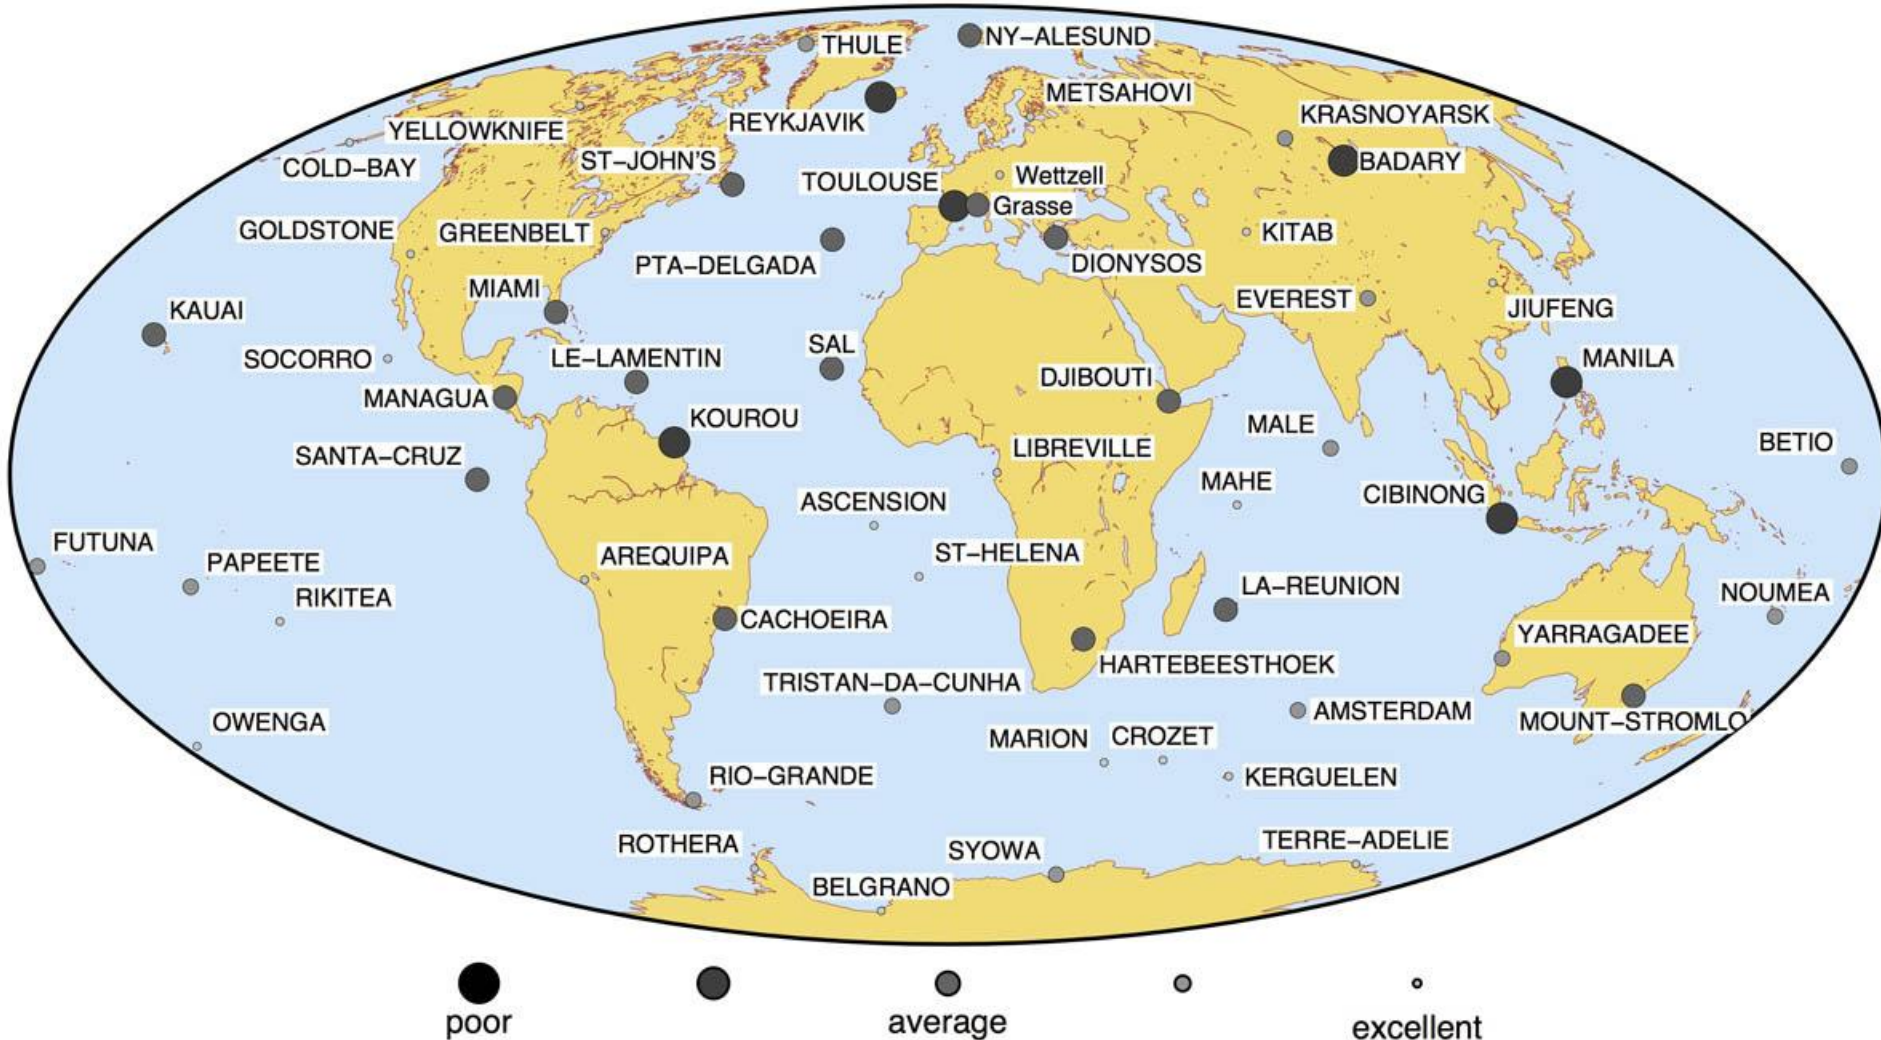 THULE
NY-ALESUND
METSAHOVI
KRASNOYARSK
REYKJAVIK
YELLOWKNIFE
COLD-BAY
ST-JOHN'S
BADARY
TOULOUSE
Wettzell
Grasse
GOLDSTONE
GREENBELT
KITAB
PTA-DELGADA
DIONYSOS
MIAMI
EVEREST
JIUFENG
KAUAI
SOCORRO
LE-LAMENTIN
SAL
MANILA
DJIBOUTI
MANAGUA
KOUROU
MALE
LIBREVILLE
BETIO
SANTA-CRUZ
MAHE
CIBINONG
ASCENSION
FUTUNA
PAPEETE
AREQUIPA
ST-HELENA
LA-REUNION
RIKITEA
NOUMEA
CACHOEIRA
YARRAGADEE
HARTEBEESTHOEK
TRISTAN-DA-CUNHA
AMSTERDAM
OWENGA
MOUNT-STROMLO
MARION
CROZET
RIO-GRANDE
KERGUELEN
ROTHERA
SYOWA
TERRE-ADELIE
BELGRANO
poor
average
excellent